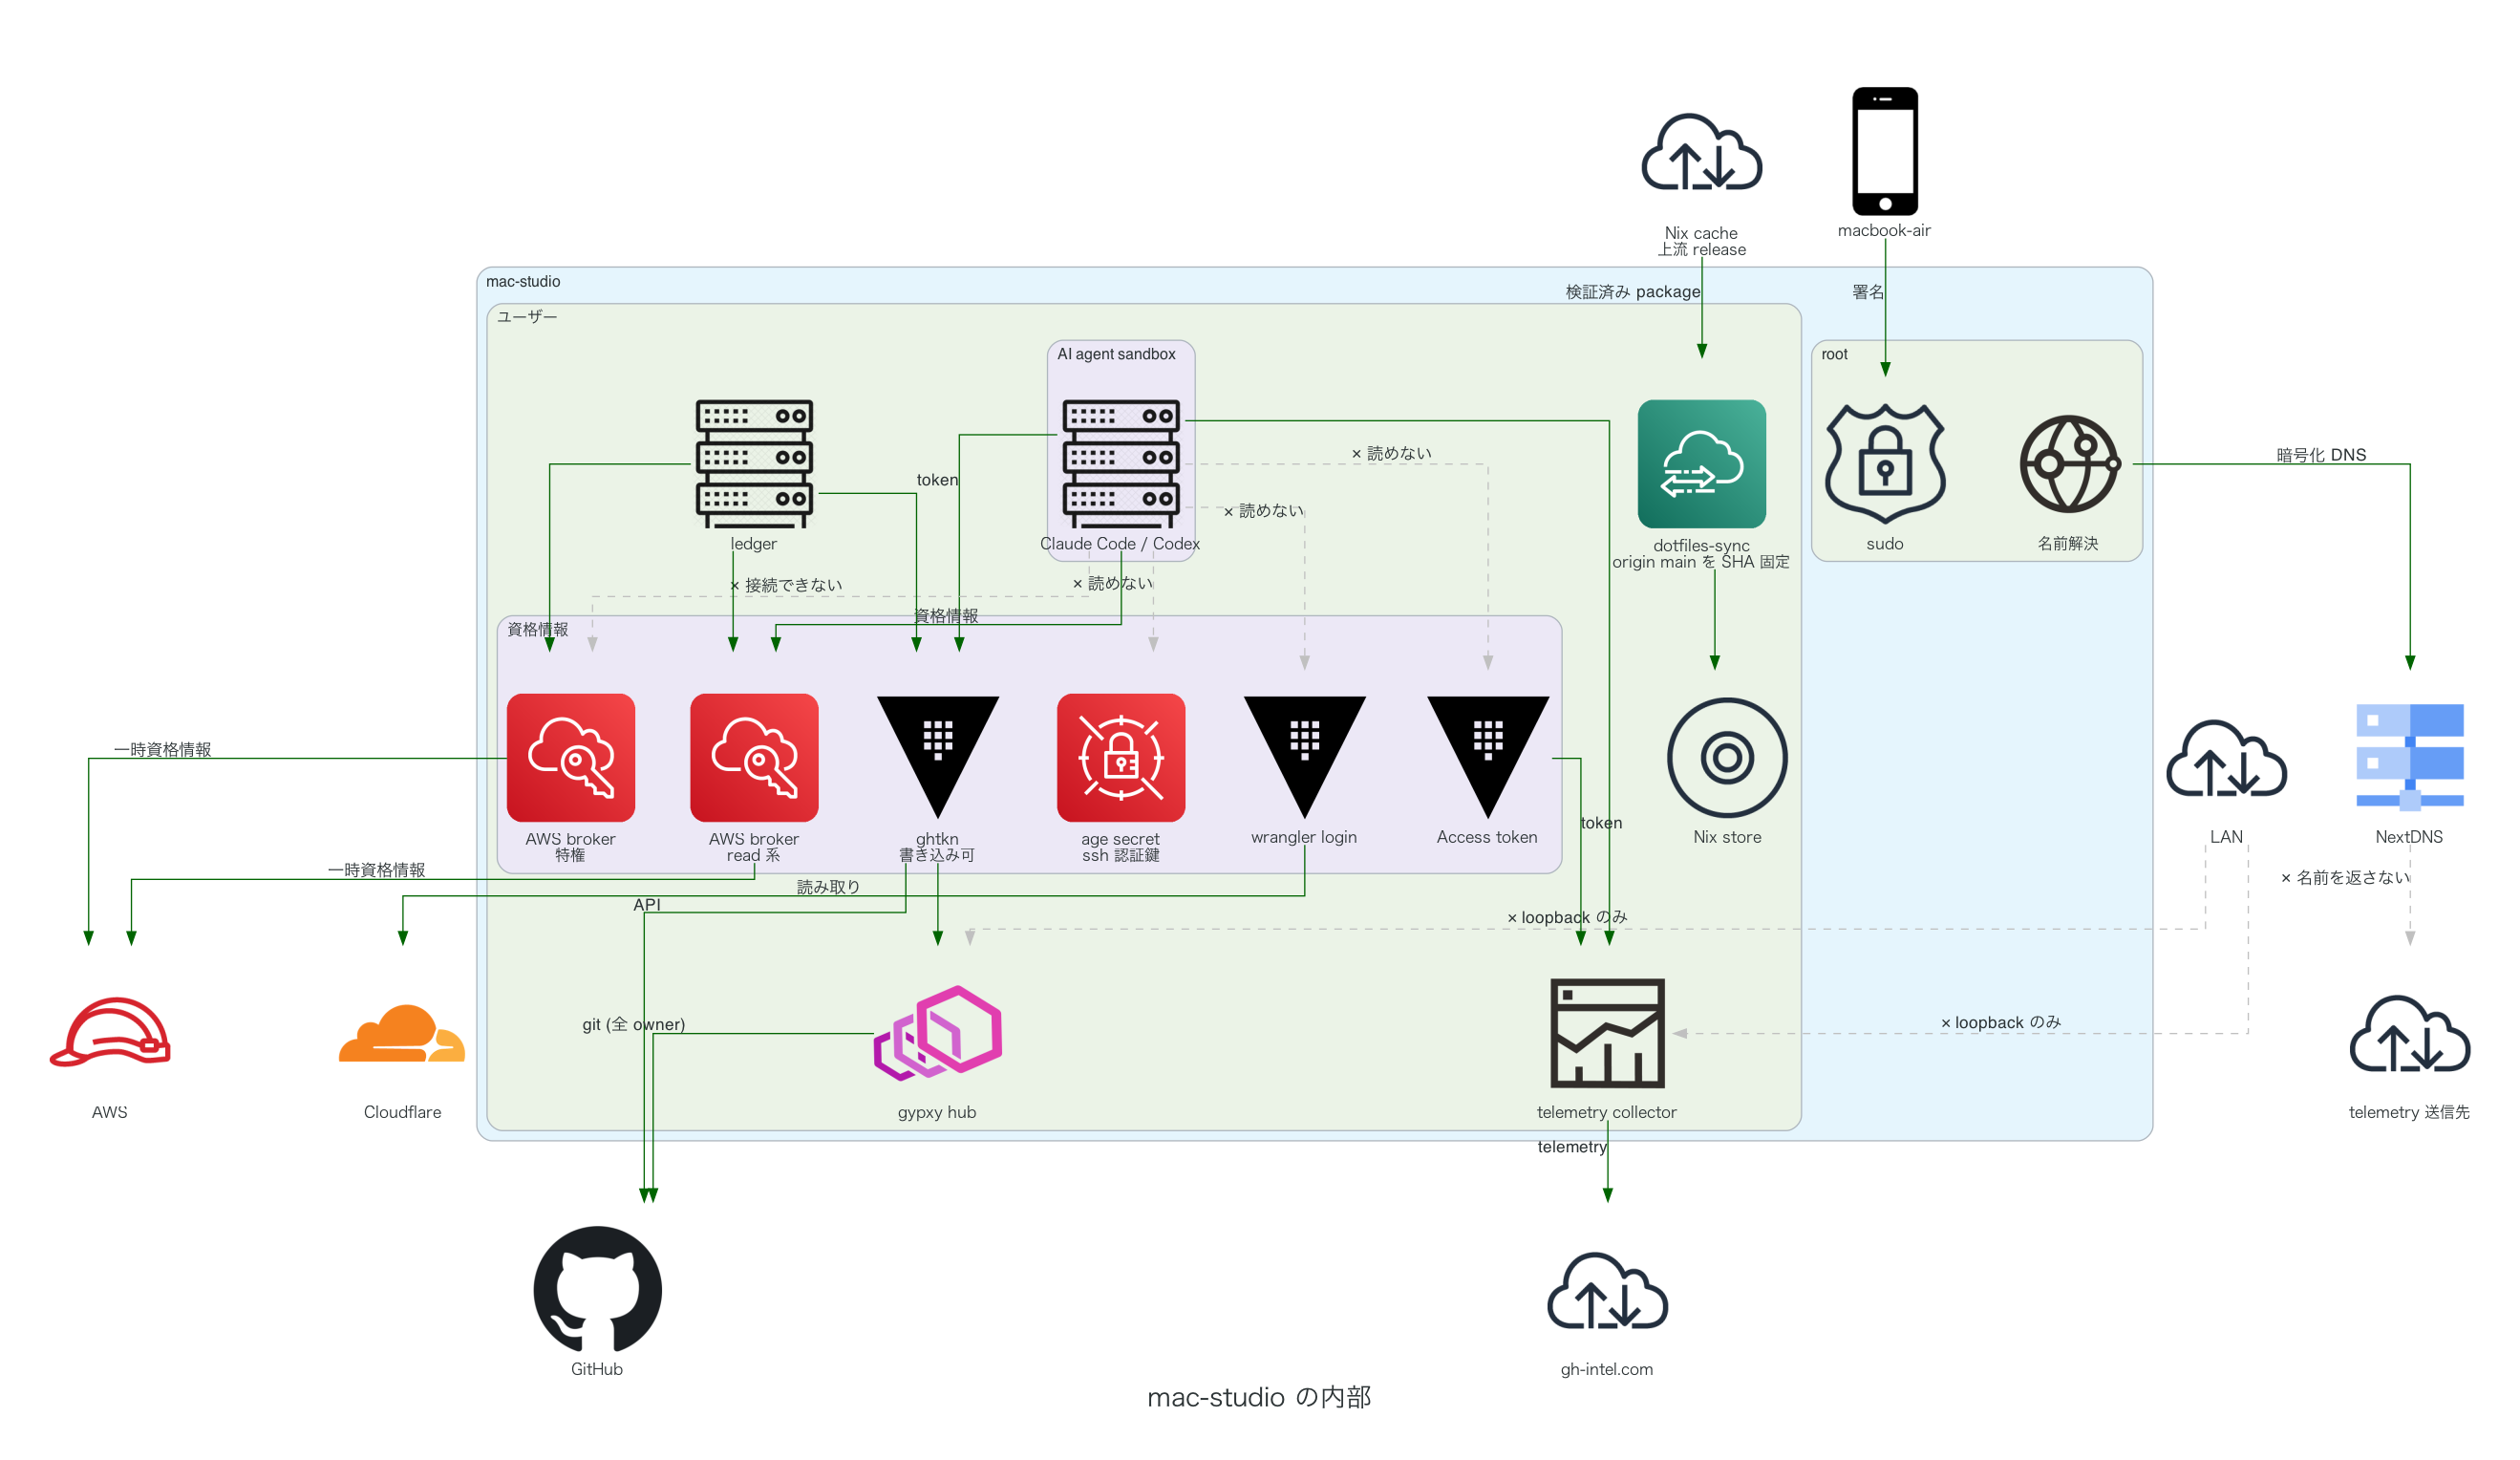 Nix cache
上流 release
macbook-air
mac-studio
検証済み package
署名
ユーザー
AI agent sandbox
root
× 読めない
暗号化 DNS
token
× 読めない
ledger
Claude Code / Codex
dotfiles-sync
origin main を SHA 固定
sudo
名前解決
× 接続できない
× 読めない
資格情報
資格情報
一時資格情報
token
AWS broker
特権
AWS broker
read 系
ghtkn
書き込み可
age secret
ssh 認証鍵
wrangler login
Access token
Nix store
LAN
NextDNS
一時資格情報
読み取り
× 名前を返さない
API
× loopback のみ
git (全 owner)
× loopback のみ
AWS
Cloudflare
gypxy hub
telemetry collector
telemetry 送信先
telemetry
GitHub
gh-intel.com
mac-studio の内部